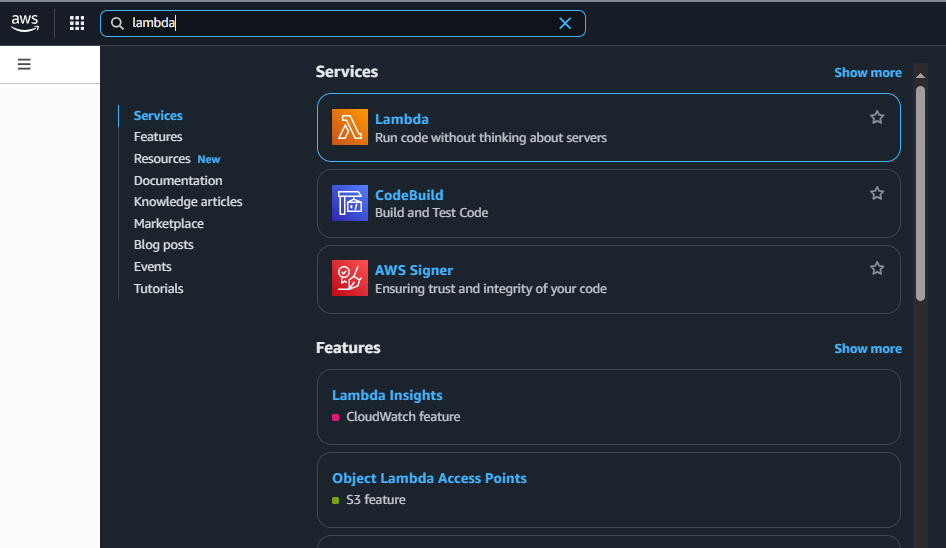 aws
lambda
Services
Show more
Services
Features
Resources New
Documentation
Knowledge articles
Marketplace
Blog posts
Events
Tutorials
Lambda
Run code without thinking about servers
CodeBuild
Build and Test Code
AWS Signer
Ensuring trust and integrity of your code
Features
Show more
Lambda Insights
CloudWatch feature
Object Lambda Access Points
S3 feature